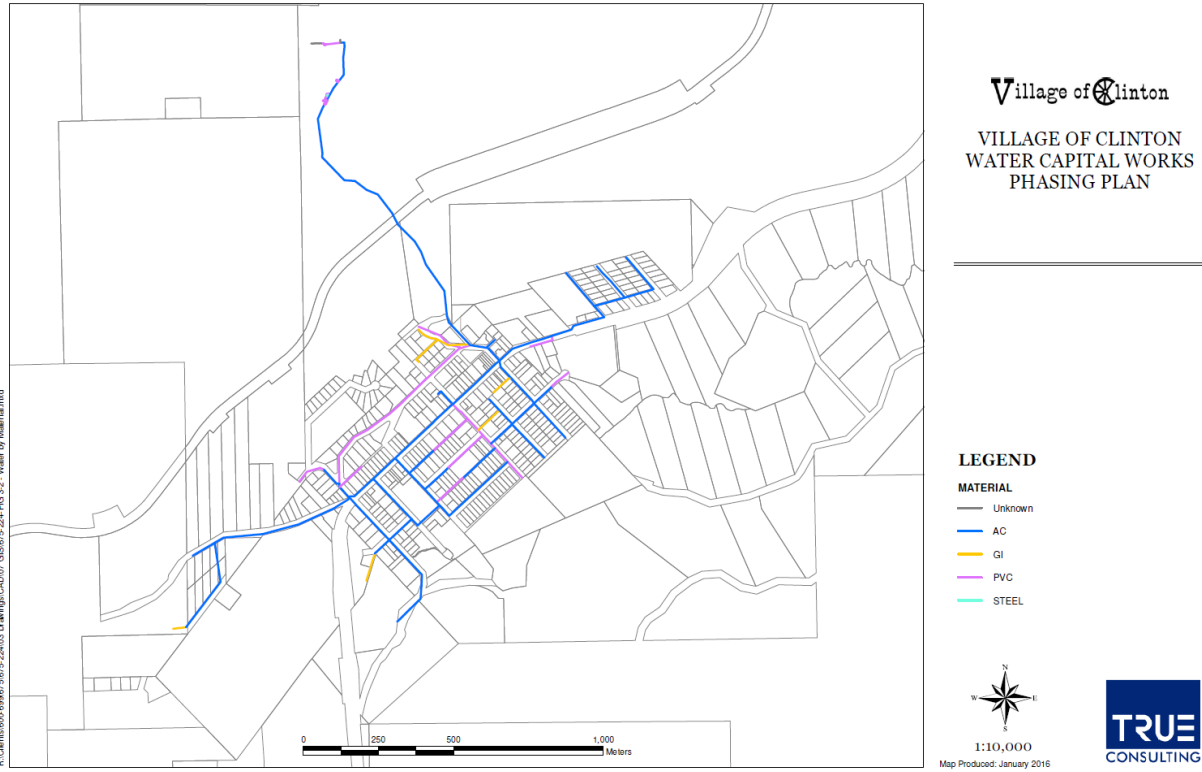 Village of Clinton
VILLAGE OF CLINTON
WATER CAPITAL WORKS
PHASING PLAN
LEGEND
MATERIAL
Unknown
AC
GI
PVC
STEEL
N
W E
S
1:10,000
Map Produced: January 2016
TRUE
CONSULTING
0 250 500 1,000
Meters